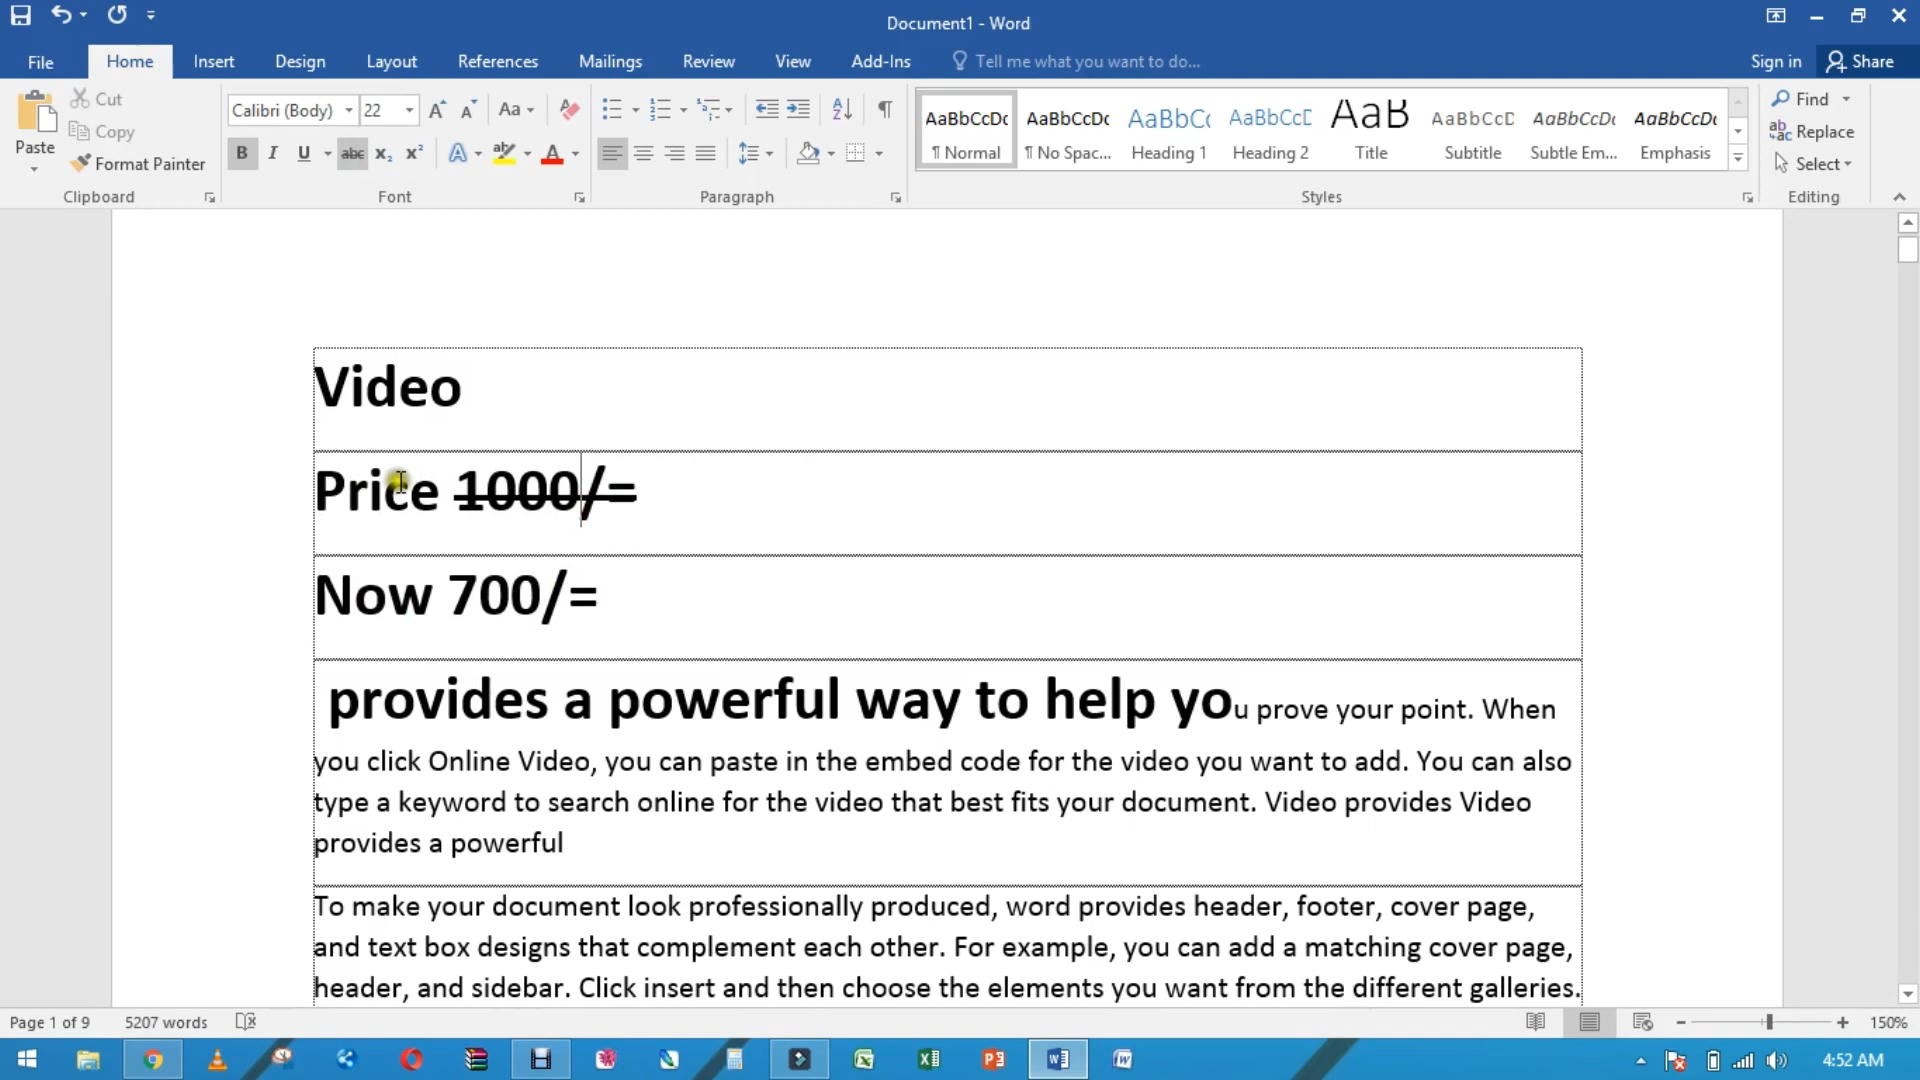 Document1 - Word
File Home Insert Design Layout References Mailings Review View Add-Ins Tell me what you want to do... Sign in Share
Paste
Cut
Copy
Format Painter
Clipboard
Calibri (Body) 22
Aa
B I U abc x₂ x² A ab A
Font
Paragraph
AaBbCcDc AaBbCcDc AaBbCc AaBbCcD AaB AaBbCcD AaBbCcDc AaBbCcDc
¶ Normal ¶ No Spac... Heading 1 Heading 2 Title Subtitle Subtle Em... Emphasis
Styles
Find
Replace
Select
Editing
Video
Price 1000/=
Now 700/=
provides a powerful way to help you prove your point. When
you click Online Video, you can paste in the embed code for the video you want to add. You can also
type a keyword to search online for the video that best fits your document. Video provides Video
provides a powerful
To make your document look professionally produced, word provides header, footer, cover page,
and text box designs that complement each other. For example, you can add a matching cover page,
header, and sidebar. Click insert and then choose the elements you want from the different galleries.
Page 1 of 9 5207 words 150%
4:52 AM